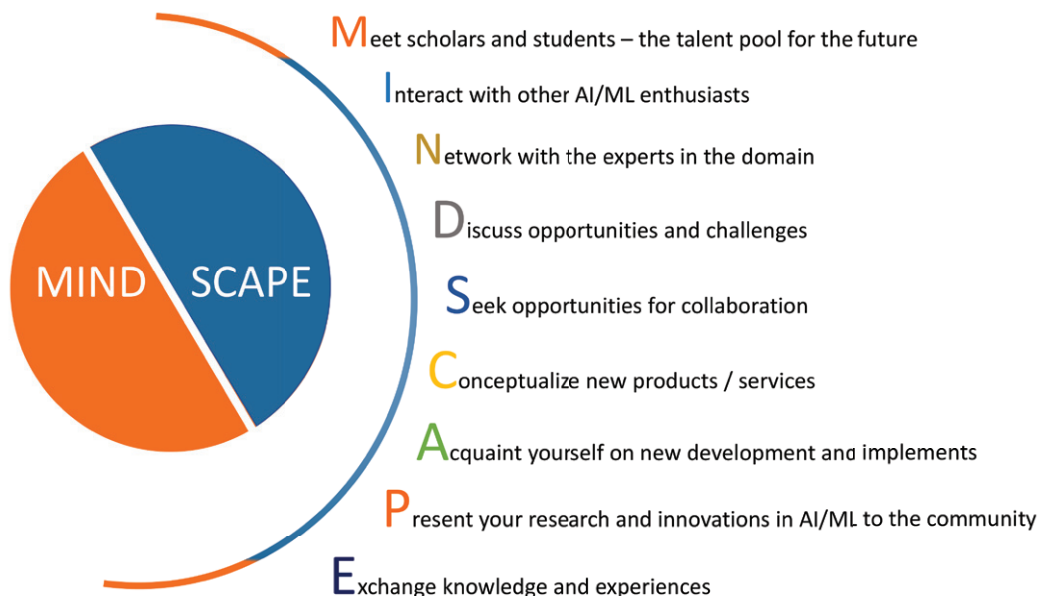 Meet scholars and students – the talent pool for the future
Interact with other AI/ML enthusiasts
Network with the experts in the domain
Discuss opportunities and challenges
MIND SCAPE
Seek opportunities for collaboration
Conceptualize new products / services
Acquaint yourself on new development and implements
Present your research and innovations in AI/ML to the community
Exchange knowledge and experiences